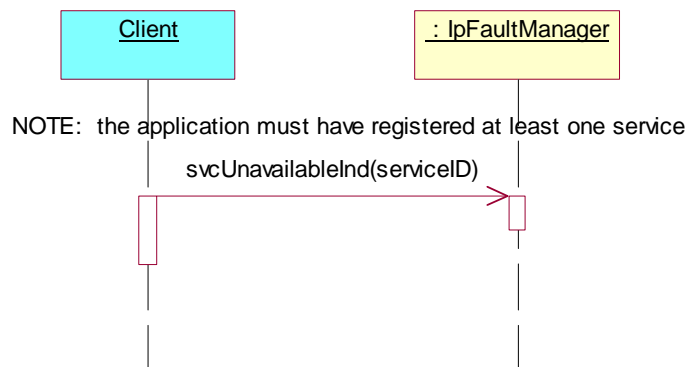 Client
: IpFaultManager
NOTE: the application must have registered at least one service
svcUnavailableInd(serviceID)